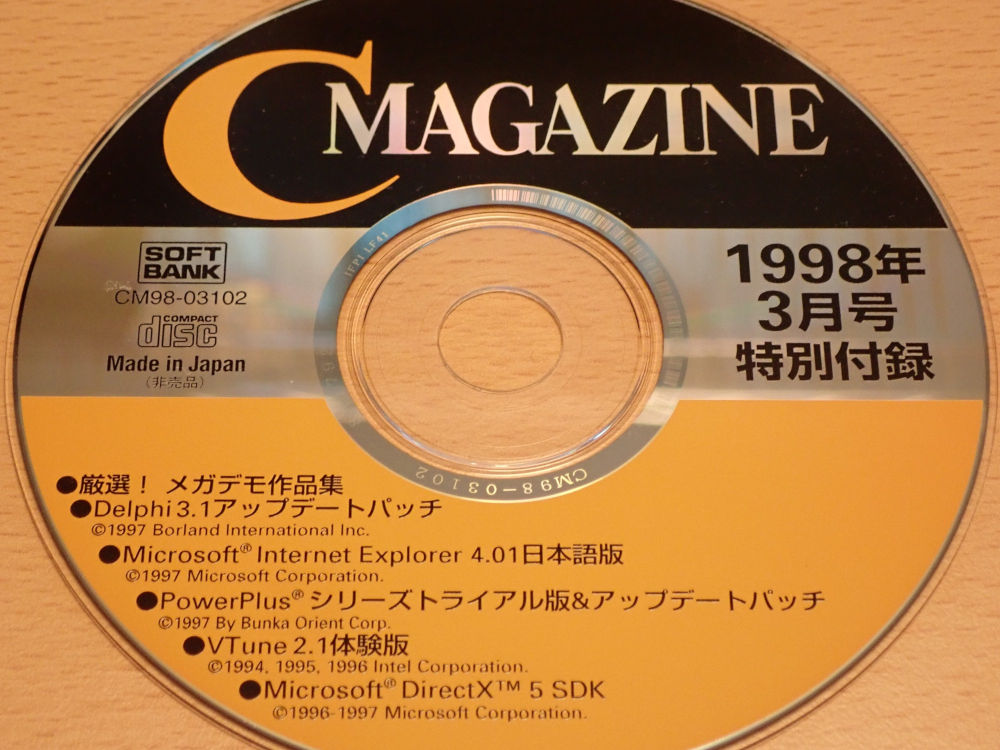 C MAGAZINE
SOFT
BANK
CM98-03102
COMPACT
disc
Made in Japan
(非売品)
1998年
3月号
特別付録
IFPI LF41
CM98-03102
●厳選! メガデモ作品集
●Delphi 3.1アップデートパッチ
©1997 Borland International Inc.
●Microsoft® Internet Explorer 4.01日本語版
©1997 Microsoft Corporation.
●PowerPlus® シリーズトライアル版&アップデートパッチ
©1997 By Bunka Orient Corp.
●VTune 2.1体験版
©1994, 1995, 1996 Intel Corporation.
●Microsoft® DirectX™ 5 SDK
©1996-1997 Microsoft Corporation.